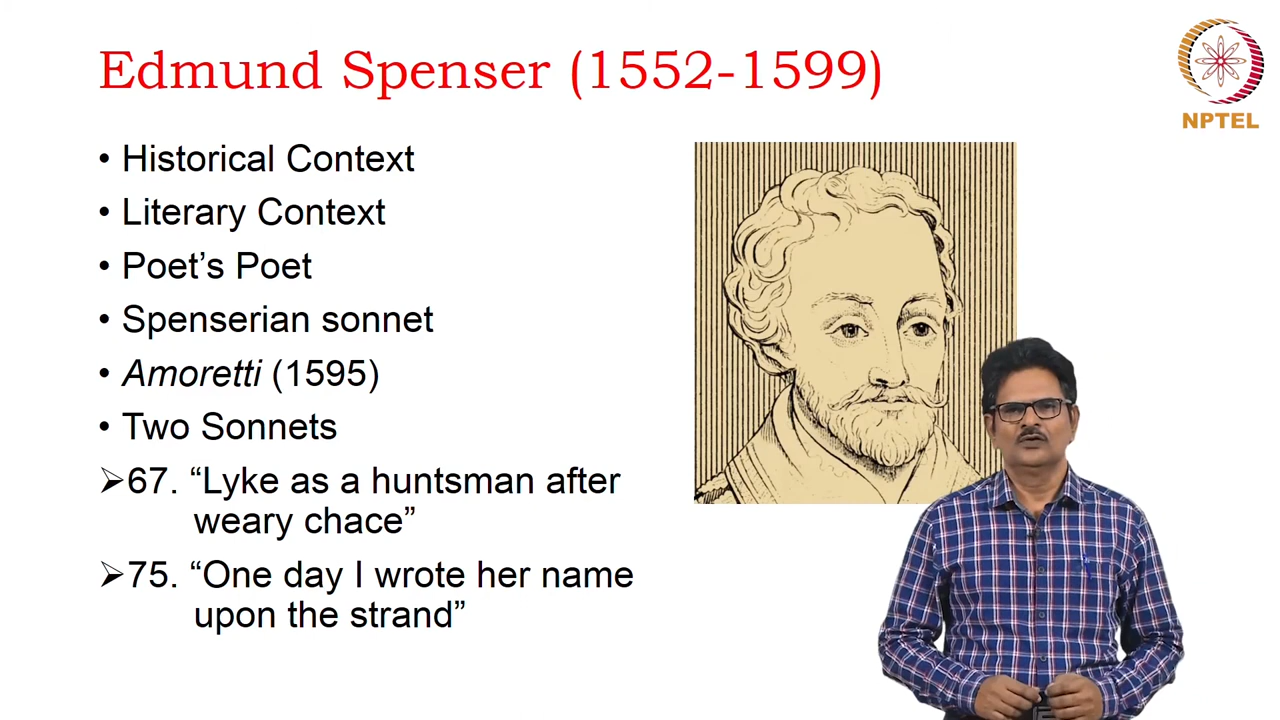 Edmund Spenser (1552-1599)
NPTEL
• Historical Context
• Literary Context
• Poet’s Poet
• Spenserian sonnet
• Amoretti (1595)
• Two Sonnets
➢67. “Lyke as a huntsman after
weary chace”
➢75. “One day I wrote her name
upon the strand”